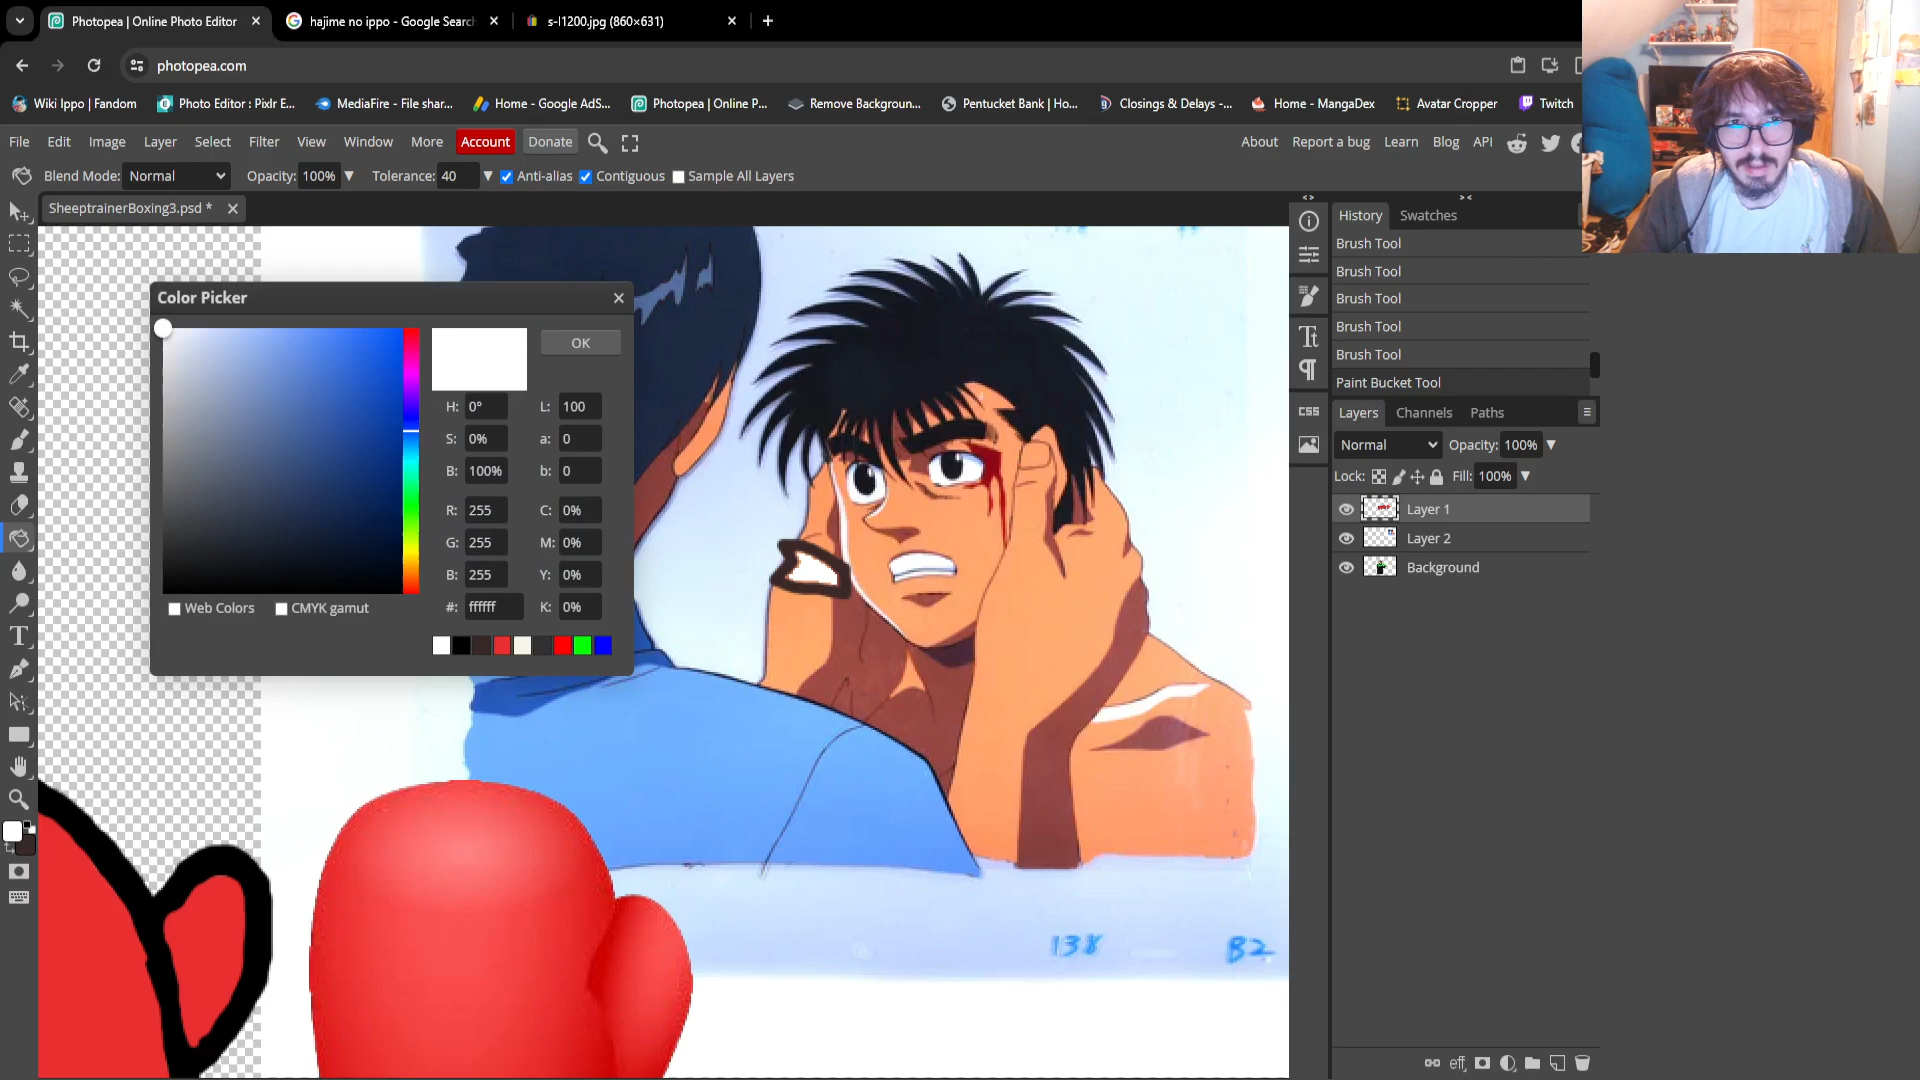 Photopea | Online Photo Editor
hajime no ippo - Google Search
s-l1200.jpg (860×631)
photopea.com
Wiki Ippo | Fandom
Photo Editor : Pixlr E...
MediaFire - File shar...
Home - Google AdS...
Photopea | Online P...
Remove Backgroun...
Pentucket Bank | Ho...
Closings & Delays -...
Home - MangaDex
Avatar Cropper
Twitch
File Edit Image Layer Select Filter View Window More Account Donate
About Report a bug Learn Blog API
Blend Mode: Normal Opacity: 100% Tolerance: 40 Anti-alias Contiguous Sample All Layers
SheeptrainerBoxing3.psd *
History Swatches
Brush Tool
Brush Tool
Brush Tool
Brush Tool
Brush Tool
Paint Bucket Tool
Layers Channels Paths
Normal Opacity: 100%
Lock: Fill: 100%
Layer 1
Layer 2
Background
CSS
Color Picker
OK
H: 0° L: 100
S: 0% a: 0
B: 100% b: 0
R: 255 C: 0%
G: 255 M: 0%
B: 255 Y: 0%
#: ffffff K: 0%
Web Colors CMYK gamut
138 B2
eff